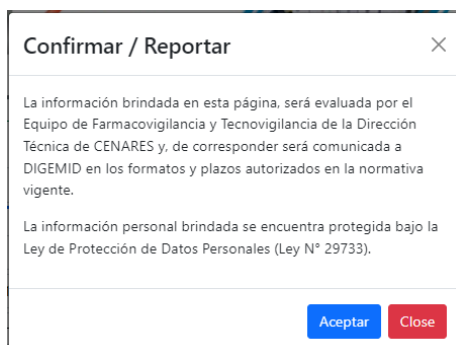 Confirmar / Reportar
La información brindada en esta página, será evaluada por el
Equipo de Farmacovigilancia y Tecnovigilancia de la Dirección
Técnica de CENARES y, de corresponder será comunicada a
DIGEMID en los formatos y plazos autorizados en la normativa
vigente.
La información personal brindada se encuentra protegida bajo la
Ley de Protección de Datos Personales (Ley N° 29733).
Aceptar Close